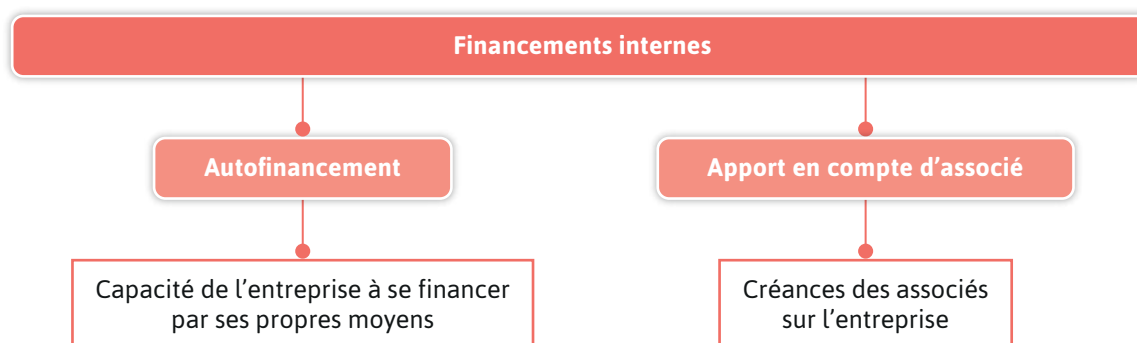 Financements internes
Autofinancement
Apport en compte d’associé
Capacité de l’entreprise à se financer
par ses propres moyens
Créances des associés
sur l’entreprise